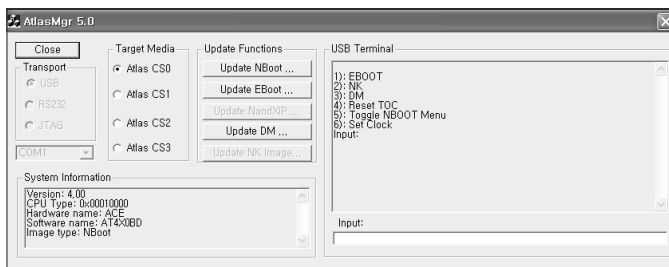 AtlasMgr 5.0
Close
Transport
USB
RS232
JTAG
COM1
Target Media
Atlas CS0
Atlas CS1
Atlas CS2
Atlas CS3
Update Functions
Update NBoot ...
Update EBoot ...
Update NandXIP ...
Update DM ...
Update NK Image...
USB Terminal
1): EBOOT
2): NK
3): DM
4): Reset TOC
5): Toggle NBOOT Menu
6): Set Clock
Input:
System Information
Version: 4,00
CPU Type: 0x00010000
Hardware name: ACE
Software name: AT4X0BD
Image type: NBoot
Input: